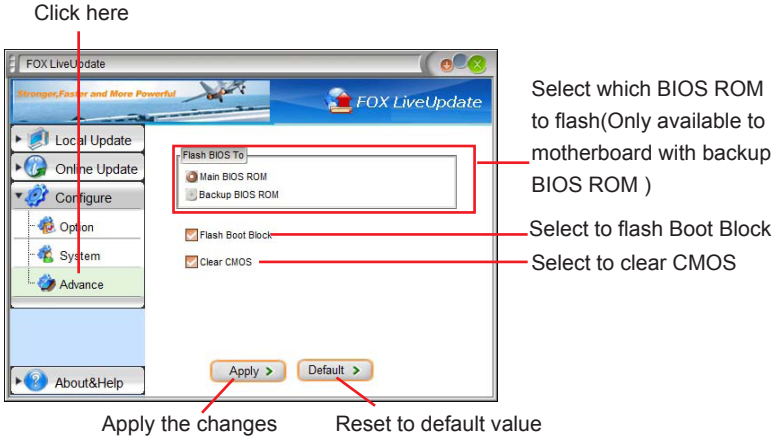 Click here
FOX LiveUpdate
Stronger,Faster and More Powerful
FOX LiveUpdate
Local Update
Online Update
Configure
Option
System
Advance
About&Help
Flash BIOS To
Main BIOS ROM
Backup BIOS ROM
Flash Boot Block
Clear CMOS
Apply
Default
Select which BIOS ROM
to flash(Only available to
motherboard with backup
BIOS ROM )
Select to flash Boot Block
Select to clear CMOS
Apply the changes
Reset to default value